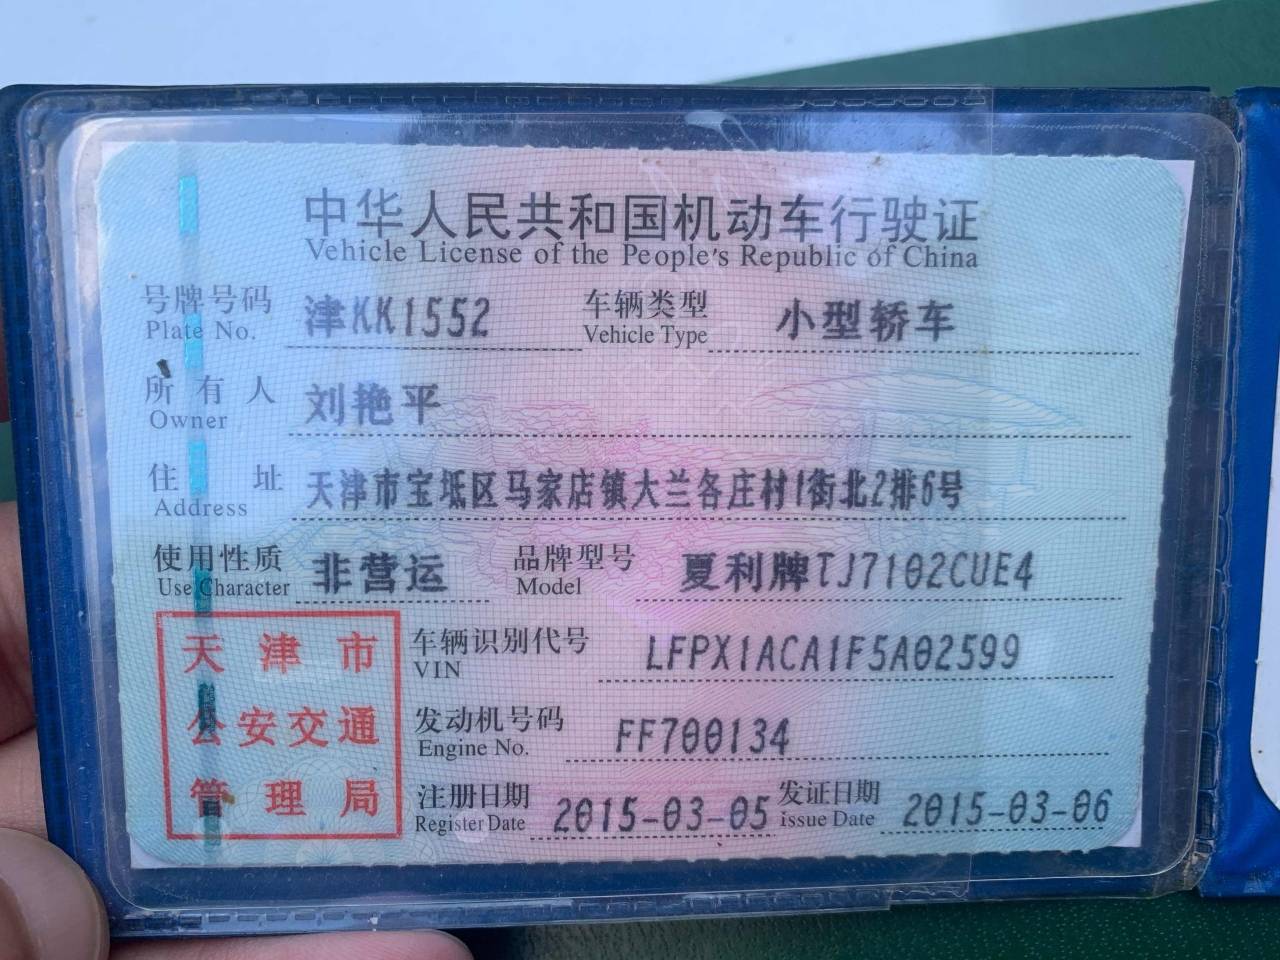 中华人民共和国机动车行驶证
Vehicle License of the People's Republic of China
号牌号码 津KK1552 车辆类型 小型轿车
Plate No. Vehicle Type
所有人 刘艳平
Owner
住址 天津市宝坻区马家店镇大兰各庄村1街北2排6号
Address
使用性质 非营运 品牌型号 夏利牌TJ7102CUE4
Use Character Model
天津市
公安交通
管理局
车辆识别代号 LFPX1ACA1F5A02599
VIN
发动机号码 FF700134
Engine No.
注册日期 2015-03-05 发证日期 2015-03-06
Register Date issue Date